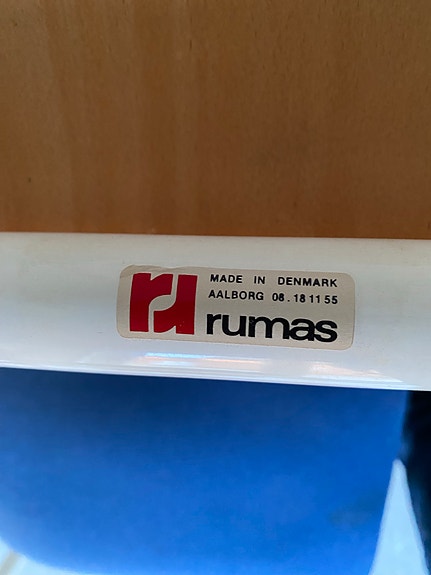 MADE IN DENMARK
AALBORG 08.18 11 55
rumas